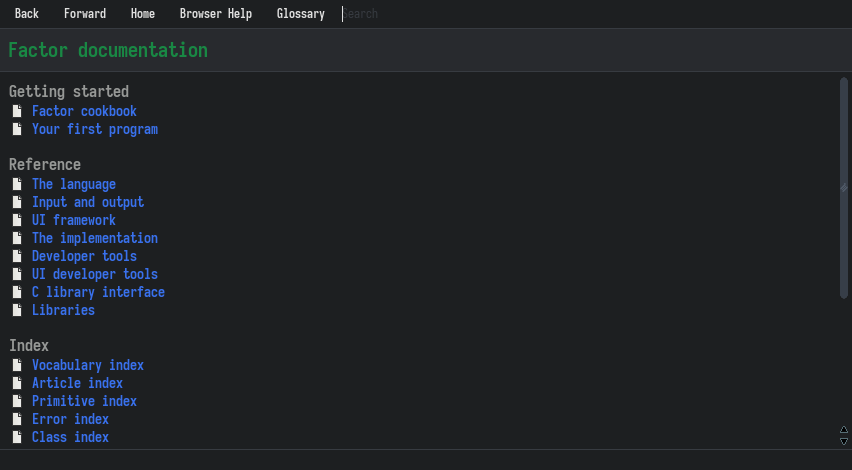 Back Forward Home Browser Help Glossary Search
Factor documentation
Getting started
Factor cookbook
Your first program
Reference
The language
Input and output
UI framework
The implementation
Developer tools
UI developer tools
C library interface
Libraries
Index
Vocabulary index
Article index
Primitive index
Error index
Class index